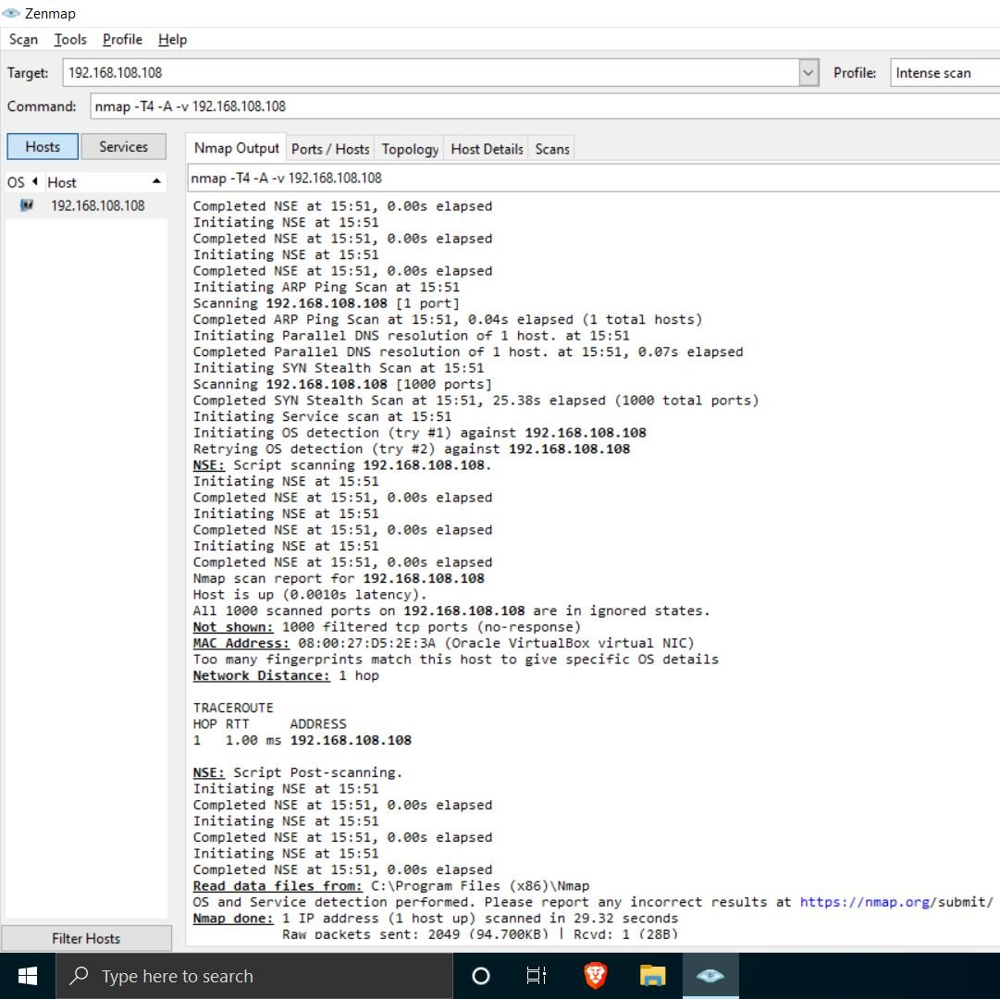 Zenmap
Scan Tools Profile Help
Target: 192.168.108.108 Profile: Intense scan
Command: nmap -T4 -A -v 192.168.108.108
Hosts Services
OS Host
192.168.108.108
Nmap Output Ports / Hosts Topology Host Details Scans
nmap -T4 -A -v 192.168.108.108
Completed NSE at 15:51, 0.00s elapsed
Initiating NSE at 15:51
Completed NSE at 15:51, 0.00s elapsed
Initiating NSE at 15:51
Completed NSE at 15:51, 0.00s elapsed
Initiating ARP Ping Scan at 15:51
Scanning 192.168.108.108 [1 port]
Completed ARP Ping Scan at 15:51, 0.04s elapsed (1 total hosts)
Initiating Parallel DNS resolution of 1 host. at 15:51
Completed Parallel DNS resolution of 1 host. at 15:51, 0.07s elapsed
Initiating SYN Stealth Scan at 15:51
Scanning 192.168.108.108 [1000 ports]
Completed SYN Stealth Scan at 15:51, 25.38s elapsed (1000 total ports)
Initiating Service scan at 15:51
Initiating OS detection (try #1) against 192.168.108.108
Retrying OS detection (try #2) against 192.168.108.108
NSE: Script scanning 192.168.108.108.
Initiating NSE at 15:51
Completed NSE at 15:51, 0.00s elapsed
Initiating NSE at 15:51
Completed NSE at 15:51, 0.00s elapsed
Initiating NSE at 15:51
Completed NSE at 15:51, 0.00s elapsed
Nmap scan report for 192.168.108.108
Host is up (0.0010s latency).
All 1000 scanned ports on 192.168.108.108 are in ignored states.
Not shown: 1000 filtered tcp ports (no-response)
MAC Address: 08:00:27:D5:2E:3A (Oracle VirtualBox virtual NIC)
Too many fingerprints match this host to give specific OS details
Network Distance: 1 hop
TRACEROUTE
HOP RTT ADDRESS
1 1.00 ms 192.168.108.108
NSE: Script Post-scanning.
Initiating NSE at 15:51
Completed NSE at 15:51, 0.00s elapsed
Initiating NSE at 15:51
Completed NSE at 15:51, 0.00s elapsed
Initiating NSE at 15:51
Completed NSE at 15:51, 0.00s elapsed
Read data files from: C:\Program Files (x86)\Nmap
OS and Service detection performed. Please report any incorrect results at https://nmap.org/submit/
Nmap done: 1 IP address (1 host up) scanned in 29.32 seconds
Raw packets sent: 2049 (94.700KB) | Rcvd: 1 (28B)
Filter Hosts
Type here to search